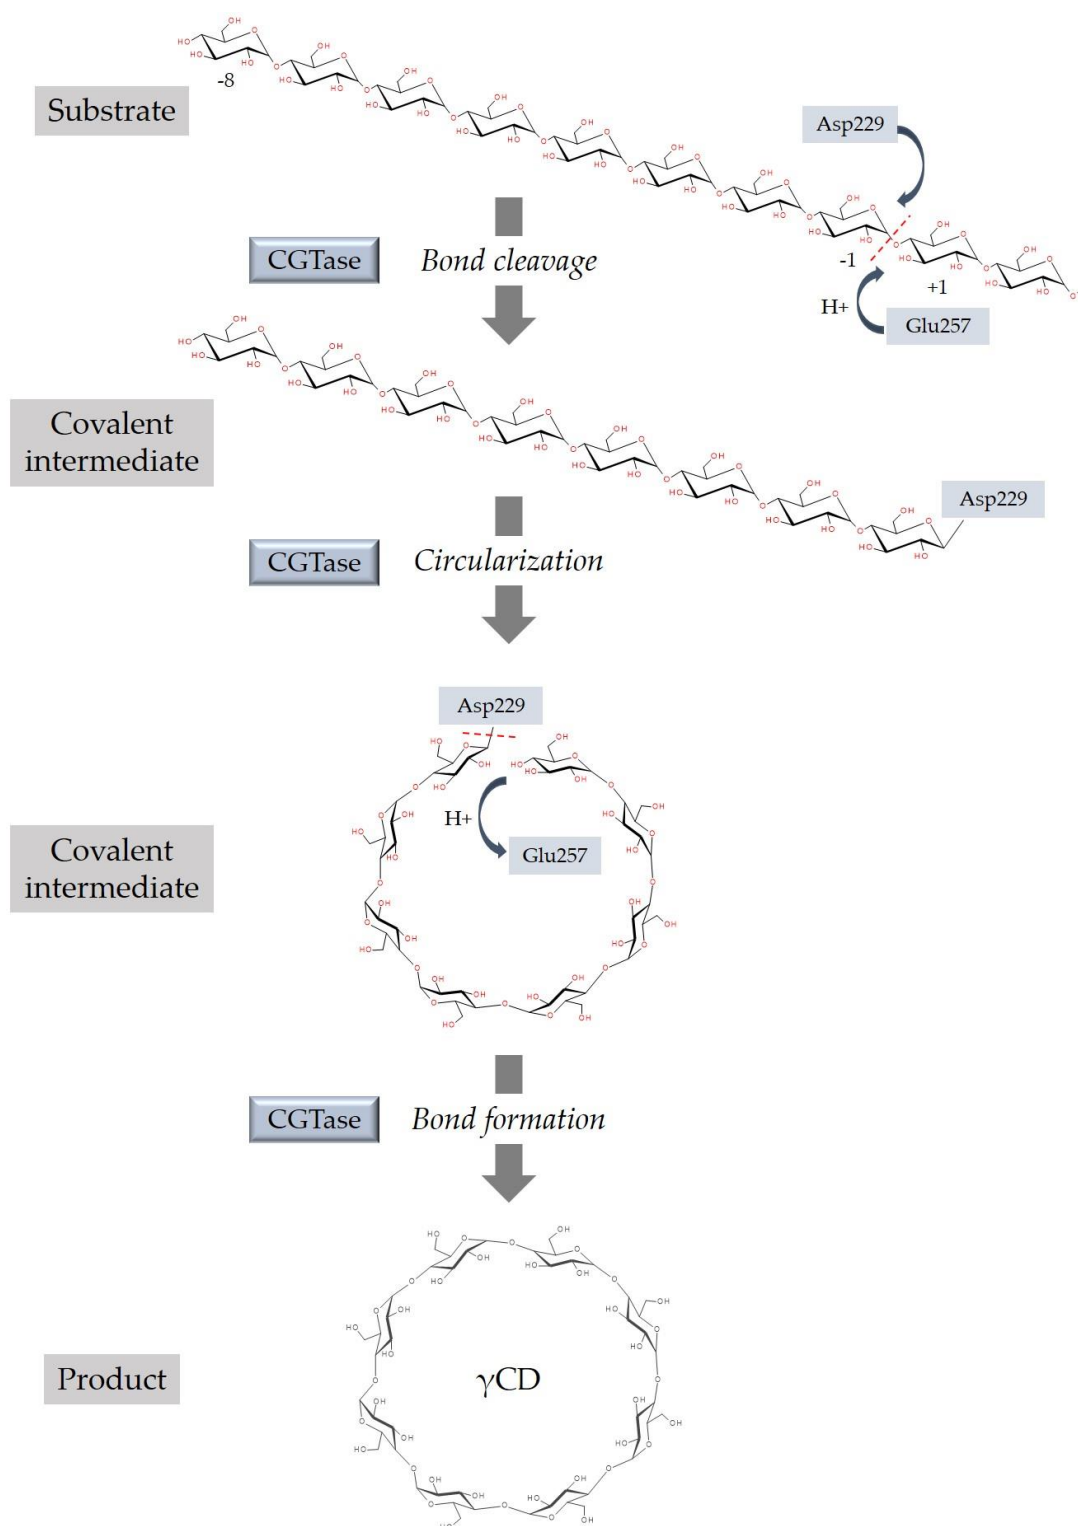 -8
Substrate
Asp229
-1
+1
H+
Glu257
CGTase
Bond cleavage
Covalent
intermediate
Asp229
CGTase
Circularization
Asp229
H+
Glu257
Covalent
intermediate
CGTase
Bond formation
Product
γCD